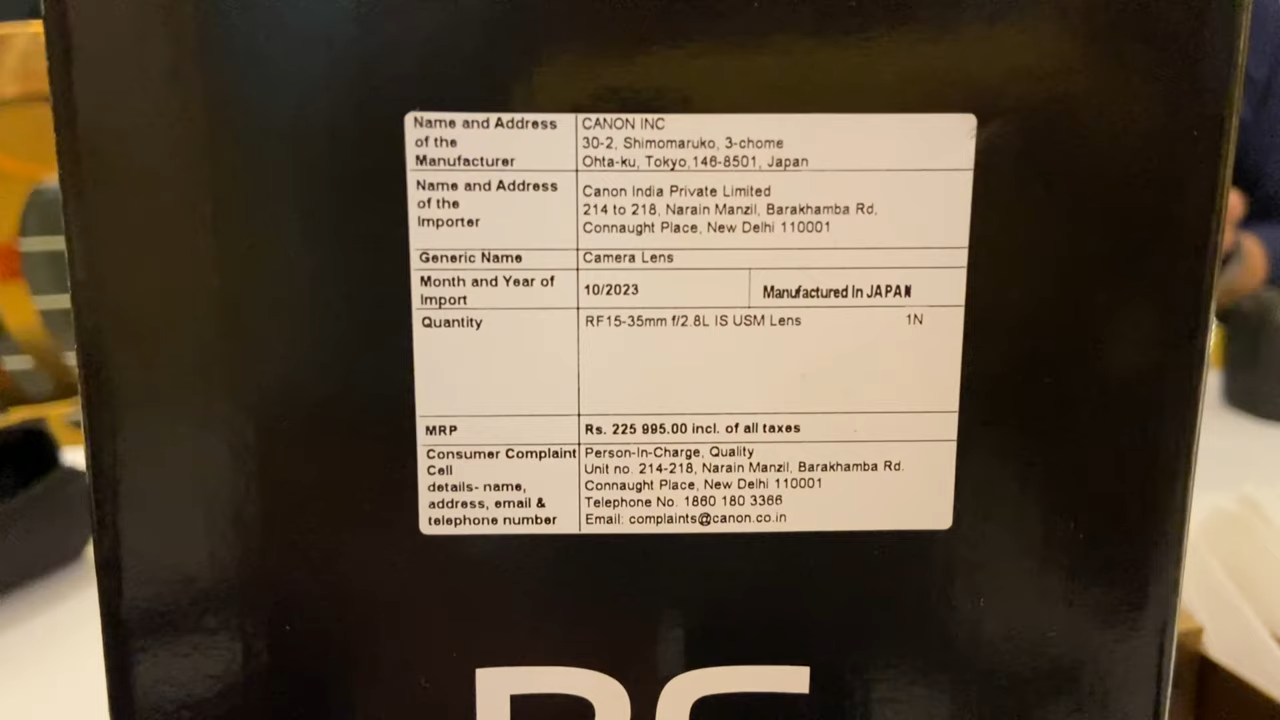 Name and Address
of the
Manufacturer
CANON INC
30-2, Shimomaruko, 3-chome
Ohta-ku, Tokyo,146-8501, Japan
Name and Address
of the
Importer
Canon India Private Limited
214 to 218, Narain Manzil, Barakhamba Rd,
Connaught Place, New Delhi 110001
Generic Name
Camera Lens
Month and Year of
Import
10/2023
Manufactured In JAPAN
Quantity
RF15-35mm f/2.8L IS USM Lens 1N
MRP
Rs. 225 995.00 incl. of all taxes
Consumer Complaint
Cell
details- name,
address, email &
telephone number
Person-In-Charge, Quality
Unit no. 214-218, Narain Manzil, Barakhamba Rd.
Connaught Place, New Delhi 110001
Telephone No. 1860 180 3366
Email: complaints@canon.co.in